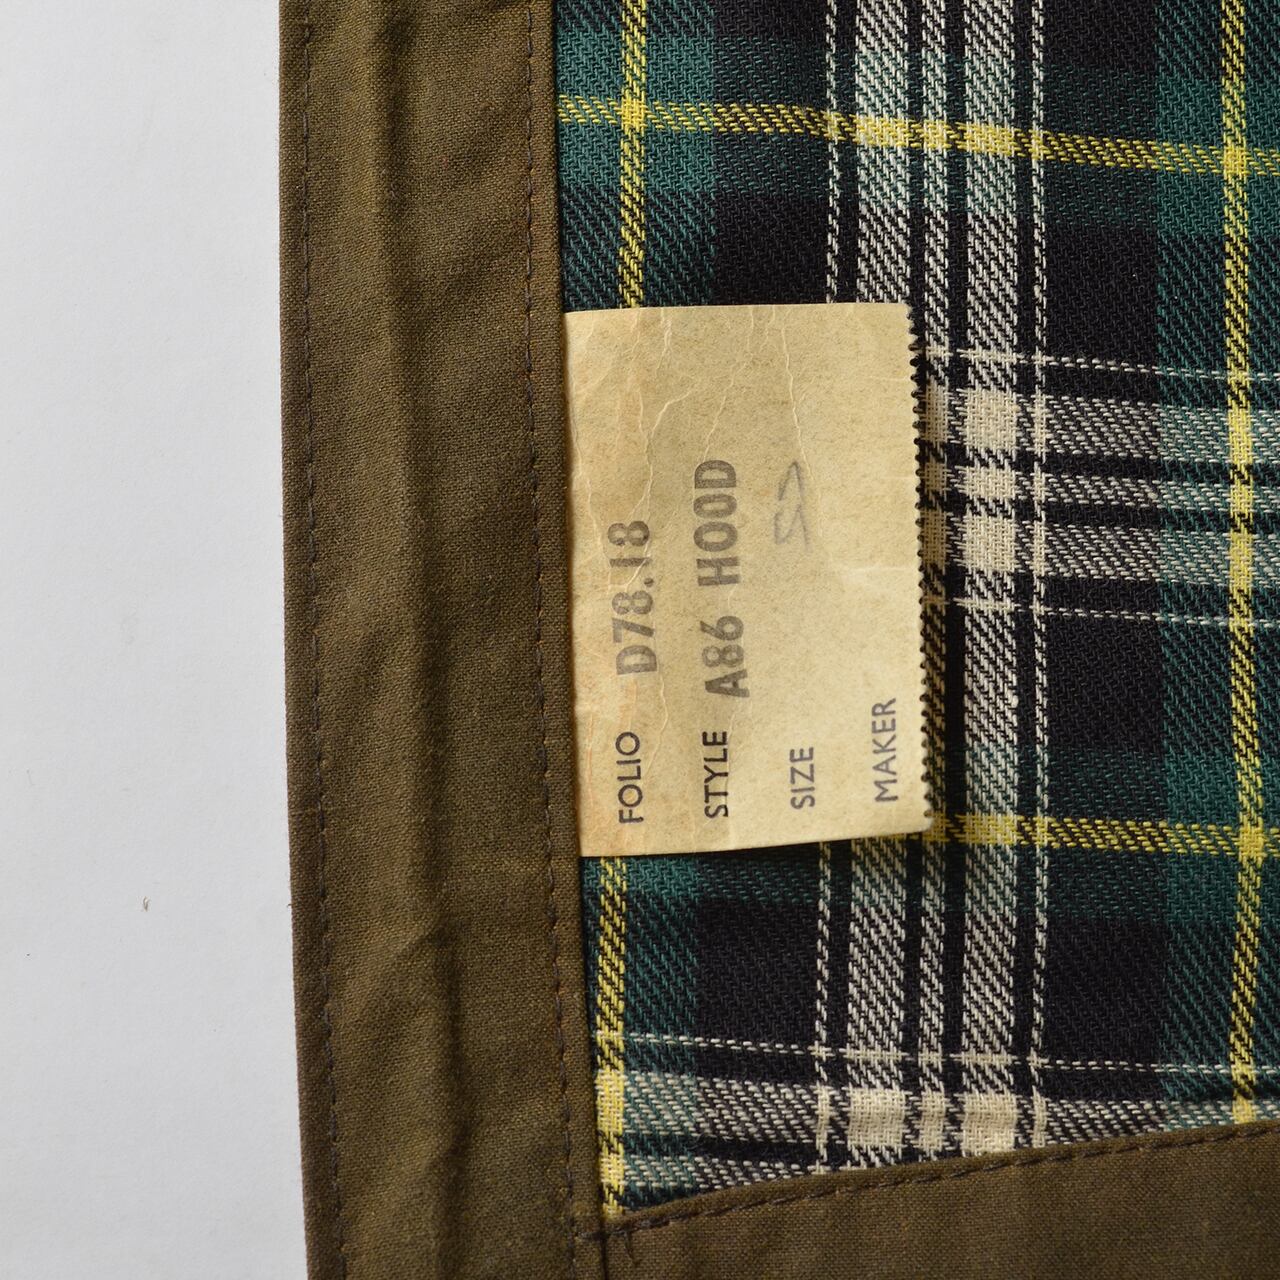 FOLIO D78.18
STYLE A86 HOOD
SIZE
MAKER